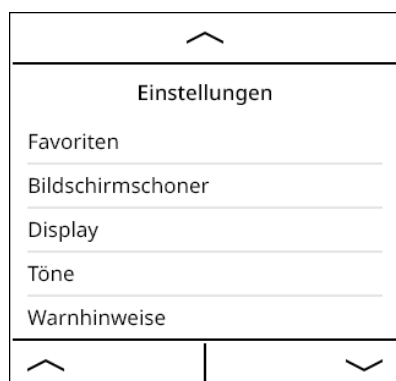 Einstellungen
Favoriten
Bildschirmschoner
Display
Töne
Warnhinweise